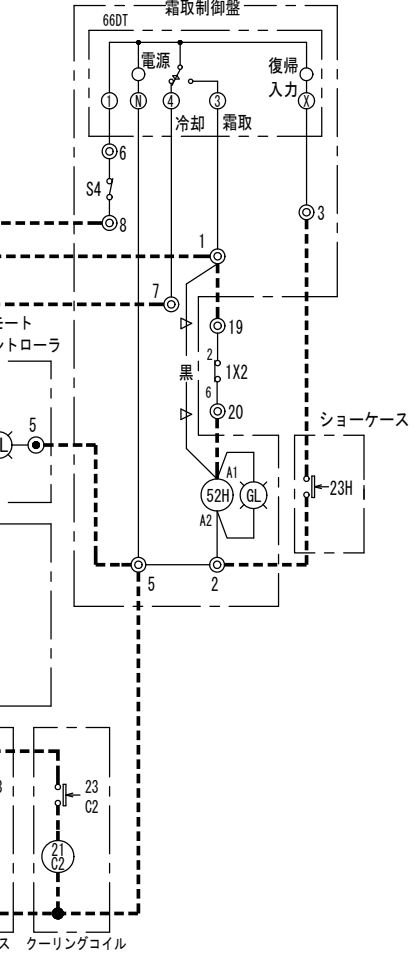 霜取制御盤
66DT
電源
復帰
入力
1
N
4
3
X
冷却
霜取
6
S4
8
3
1
7
19
モート
ントローラ
2
1X2
黒
6
20
ショーケース
5
A1
52H
GL
23H
A2
5
2
23
C2
21
C2
ス
クーリングコイル